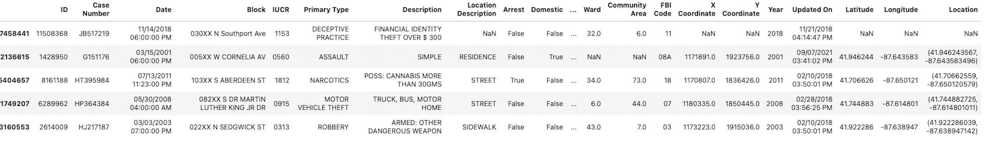 ID Case Number Date Block IUCR Primary Type Description Location Description Arrest Domestic ... Ward Community Area FBI Code X Coordinate Y Coordinate Year Updated On Latitude Longitude Location
7458441 11508368 JB517219 11/14/2018 06:00:00 PM 030XX N Southport Ave 1153 DECEPTIVE PRACTICE FINANCIAL IDENTITY THEFT OVER $ 300 NaN False False ... 32.0 6.0 11 NaN NaN 2018 11/21/2018 04:14:47 PM NaN NaN NaN
2136615 1428950 G151176 03/15/2001 06:00:00 PM 005XX W CORNELIA AV 0560 ASSAULT SIMPLE RESIDENCE False True ... NaN NaN 08A 1171891.0 1923756.0 2001 09/07/2021 03:41:02 PM 41.946244 -87.643583 (41.946243567, -87.643583496)
5404657 8161188 HT395984 07/13/2011 11:23:00 PM 103XX S ABERDEEN ST 1812 NARCOTICS POSS: CANNABIS MORE THAN 30GMS STREET True False ... 34.0 73.0 18 1170807.0 1836426.0 2011 02/10/2018 03:50:01 PM 41.706626 -87.650121 (41.70662559, -87.650120579)
1749207 6289962 HP364384 05/30/2008 04:00:00 AM 082XX S DR MARTIN LUTHER KING JR DR 0915 MOTOR VEHICLE THEFT TRUCK, BUS, MOTOR HOME STREET False False ... 6.0 44.0 07 1180335.0 1850445.0 2008 02/28/2018 03:56:25 PM 41.744883 -87.614801 (41.744882725, -87.614801011)
3160553 2614009 HJ217187 03/03/2003 07:00:00 PM 022XX N SEDGWICK ST 0313 ROBBERY ARMED: OTHER DANGEROUS WEAPON SIDEWALK False False ... 43.0 7.0 03 1173223.0 1915036.0 2003 02/10/2018 03:50:01 PM 41.922286 -87.638947 (41.922286039, -87.638947142)